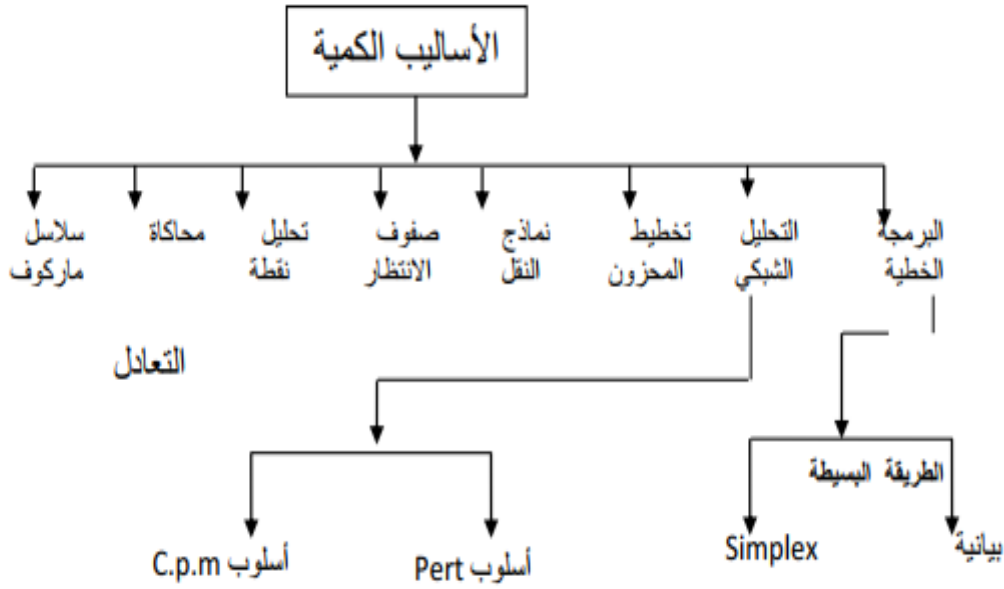 الأساليب الكمية
البرمجة التحليل تخطيط نماذج صفوف تحليل محاكاة سلاسل
الخطية الشبكي المحزون النقل الانتظار نقطة ماركوف
التعادل
الطريقة البسيطة
بيانية Simplex
أسلوب Pert أسلوب C.p.m